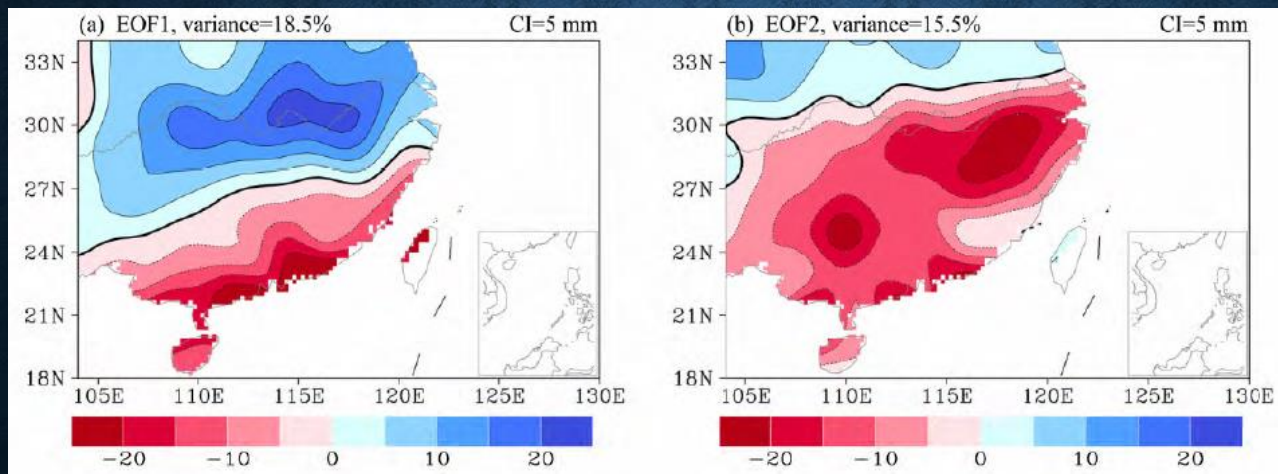 (a) EOF1, variance=18.5% CI=5 mm
33N
30N
27N
24N
21N
18N
105E 110E 115E 120E 125E 130E
−20 −10 0 10 20
(b) EOF2, variance=15.5% CI=5 mm
33N
30N
27N
24N
21N
18N
105E 110E 115E 120E 125E 130E
−20 −10 0 10 20